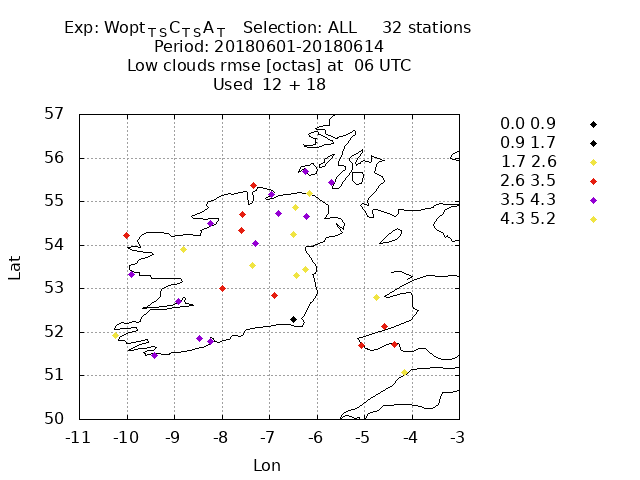 Exp: Wopt_TS C_TS A_T   Selection: ALL     32 stations
Period: 20180601-20180614
Low clouds rmse [octas] at  06 UTC
Used  12 + 18
57
56
55
54
53
52
51
50
-11 -10 -9 -8 -7 -6 -5 -4 -3
Lat
Lon
0.0 0.9
0.9 1.7
1.7 2.6
2.6 3.5
3.5 4.3
4.3 5.2